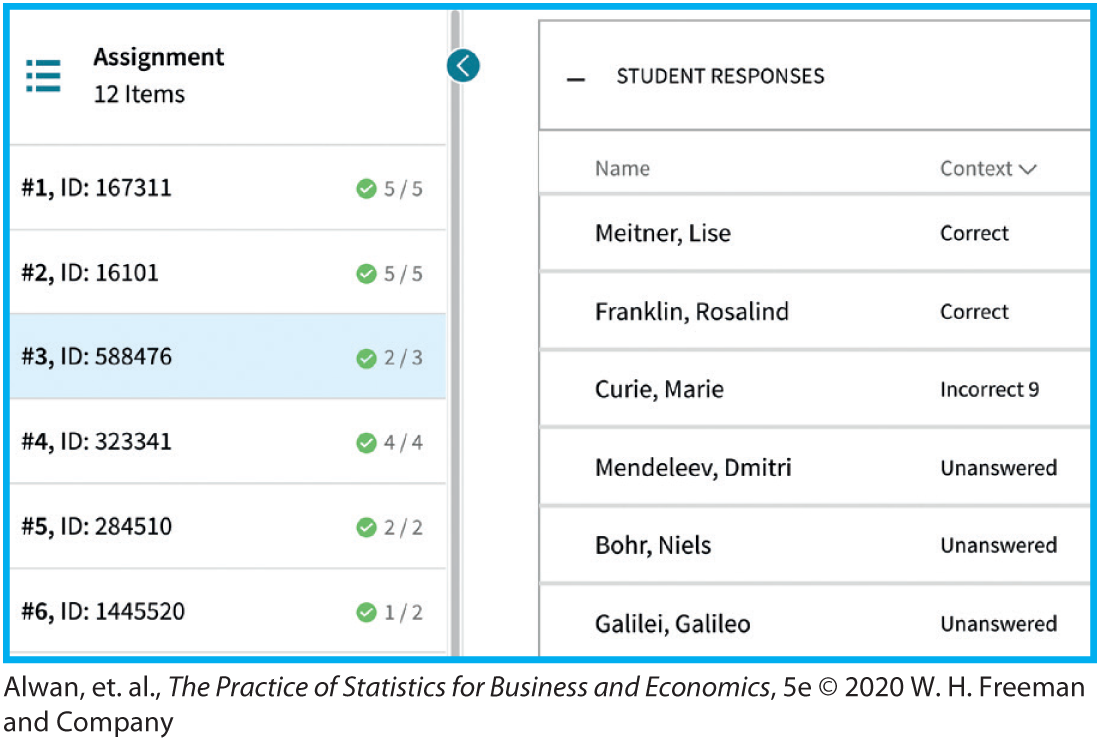 Assignment
12 Items
#1, ID: 167311 5 / 5
#2, ID: 16101 5 / 5
#3, ID: 588476 2 / 3
#4, ID: 323341 4 / 4
#5, ID: 284510 2 / 2
#6, ID: 1445520 1 / 2
STUDENT RESPONSES
Name Context
Meitner, Lise Correct
Franklin, Rosalind Correct
Curie, Marie Incorrect 9
Mendeleev, Dmitri Unanswered
Bohr, Niels Unanswered
Galilei, Galileo Unanswered
Alwan, et. al., The Practice of Statistics for Business and Economics, 5e © 2020 W. H. Freeman
and Company